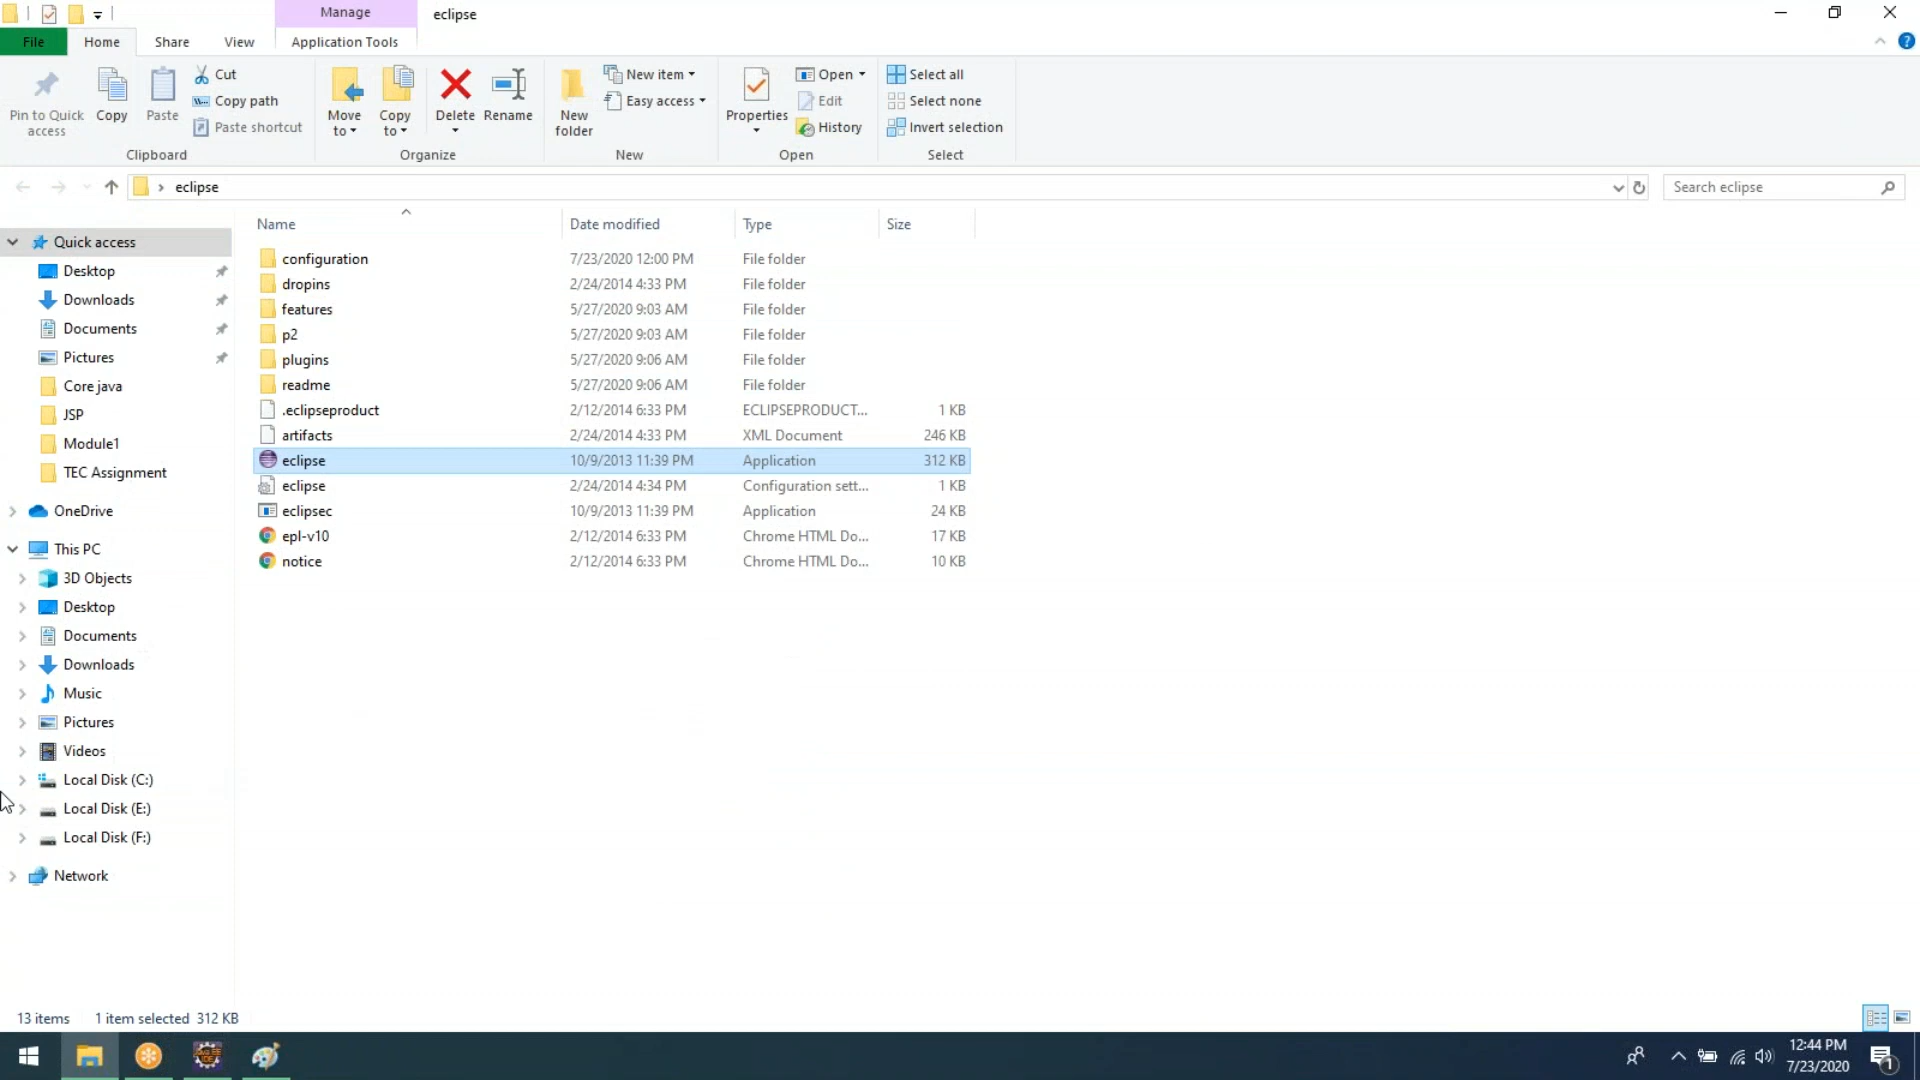 Manage
eclipse
File
Home
Share
View
Application Tools
Pin to Quick
access
Copy
Paste
Cut
Copy path
Paste shortcut
Clipboard
Move
to
Copy
to
Delete
Rename
Organize
New
folder
New item
Easy access
New
Properties
Open
Edit
History
Open
Select all
Select none
Invert selection
Select
eclipse
Search eclipse
Name
Date modified
Type
Size
configuration 7/23/2020 12:00 PM File folder
dropins 2/24/2014 4:33 PM File folder
features 5/27/2020 9:03 AM File folder
p2 5/27/2020 9:03 AM File folder
plugins 5/27/2020 9:06 AM File folder
readme 5/27/2020 9:06 AM File folder
.eclipseproduct 2/12/2014 6:33 PM ECLIPSEPRODUCT... 1 KB
artifacts 2/24/2014 4:33 PM XML Document 246 KB
eclipse 10/9/2013 11:39 PM Application 312 KB
eclipse 2/24/2014 4:34 PM Configuration sett... 1 KB
eclipsec 10/9/2013 11:39 PM Application 24 KB
epl-v10 2/12/2014 6:33 PM Chrome HTML Do... 17 KB
notice 2/12/2014 6:33 PM Chrome HTML Do... 10 KB
Quick access
Desktop
Downloads
Documents
Pictures
Core java
JSP
Module1
TEC Assignment
OneDrive
This PC
3D Objects
Desktop
Documents
Downloads
Music
Pictures
Videos
Local Disk (C:)
Local Disk (E:)
Local Disk (F:)
Network
13 items 1 item selected 312 KB
12:44 PM
7/23/2020
1